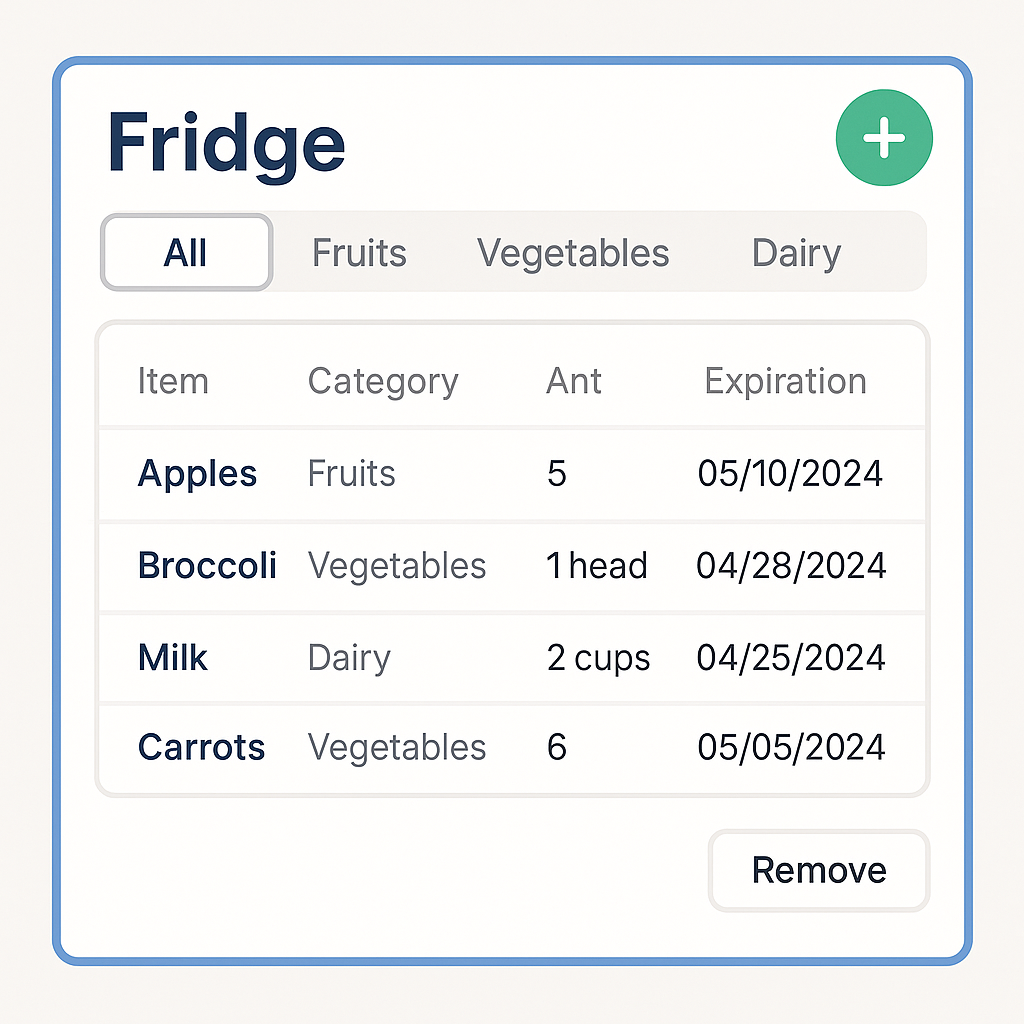 Fridge +
All Fruits Vegetables Dairy
Item Category Ant Expiration
Apples Fruits 5 05/10/2024
Broccoli Vegetables 1 head 04/28/2024
Milk Dairy 2 cups 04/25/2024
Carrots Vegetables 6 05/05/2024
Remove